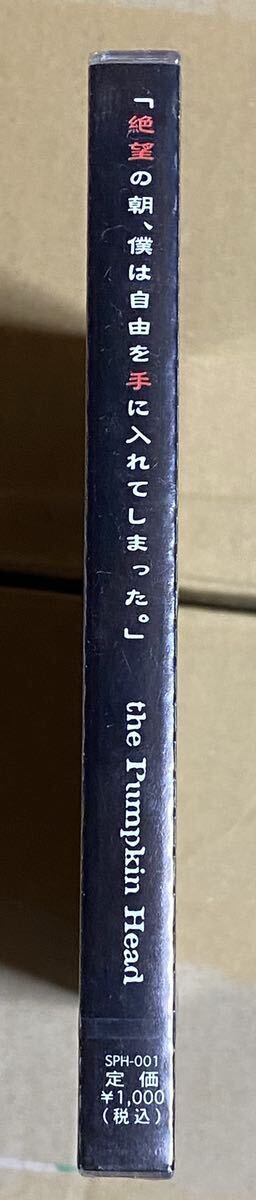 「絶望の朝、僕は自由を手に入れてしまった。」
the Pumpkin Head
SPH-001
定価
¥1,000
(税込)